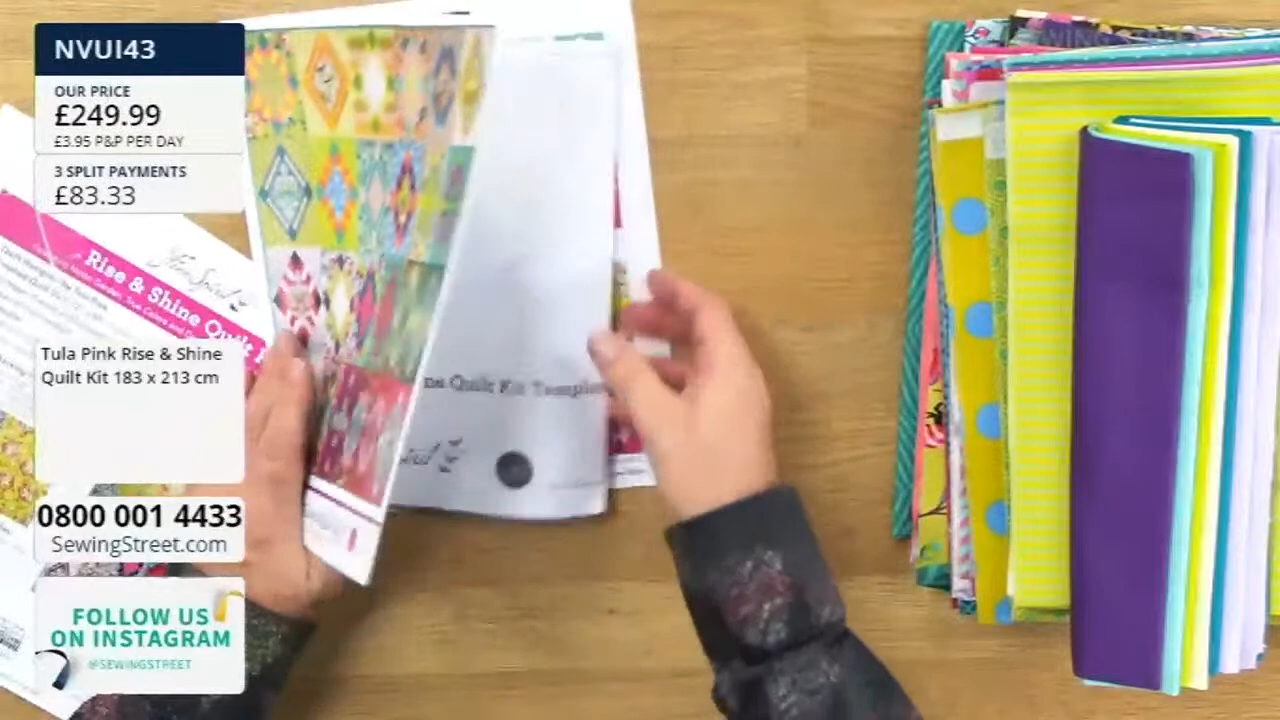 NVUI43
OUR PRICE
£249.99
£3.95 P&P PER DAY
3 SPLIT PAYMENTS
£83.33
Rise & Shine Quilt
Tula Pink Rise & Shine
Quilt Kit 183 x 213 cm
Quilt Kit
0800 001 4433
SewingStreet.com
FOLLOW US
ON INSTAGRAM
@SEWINGSTREET